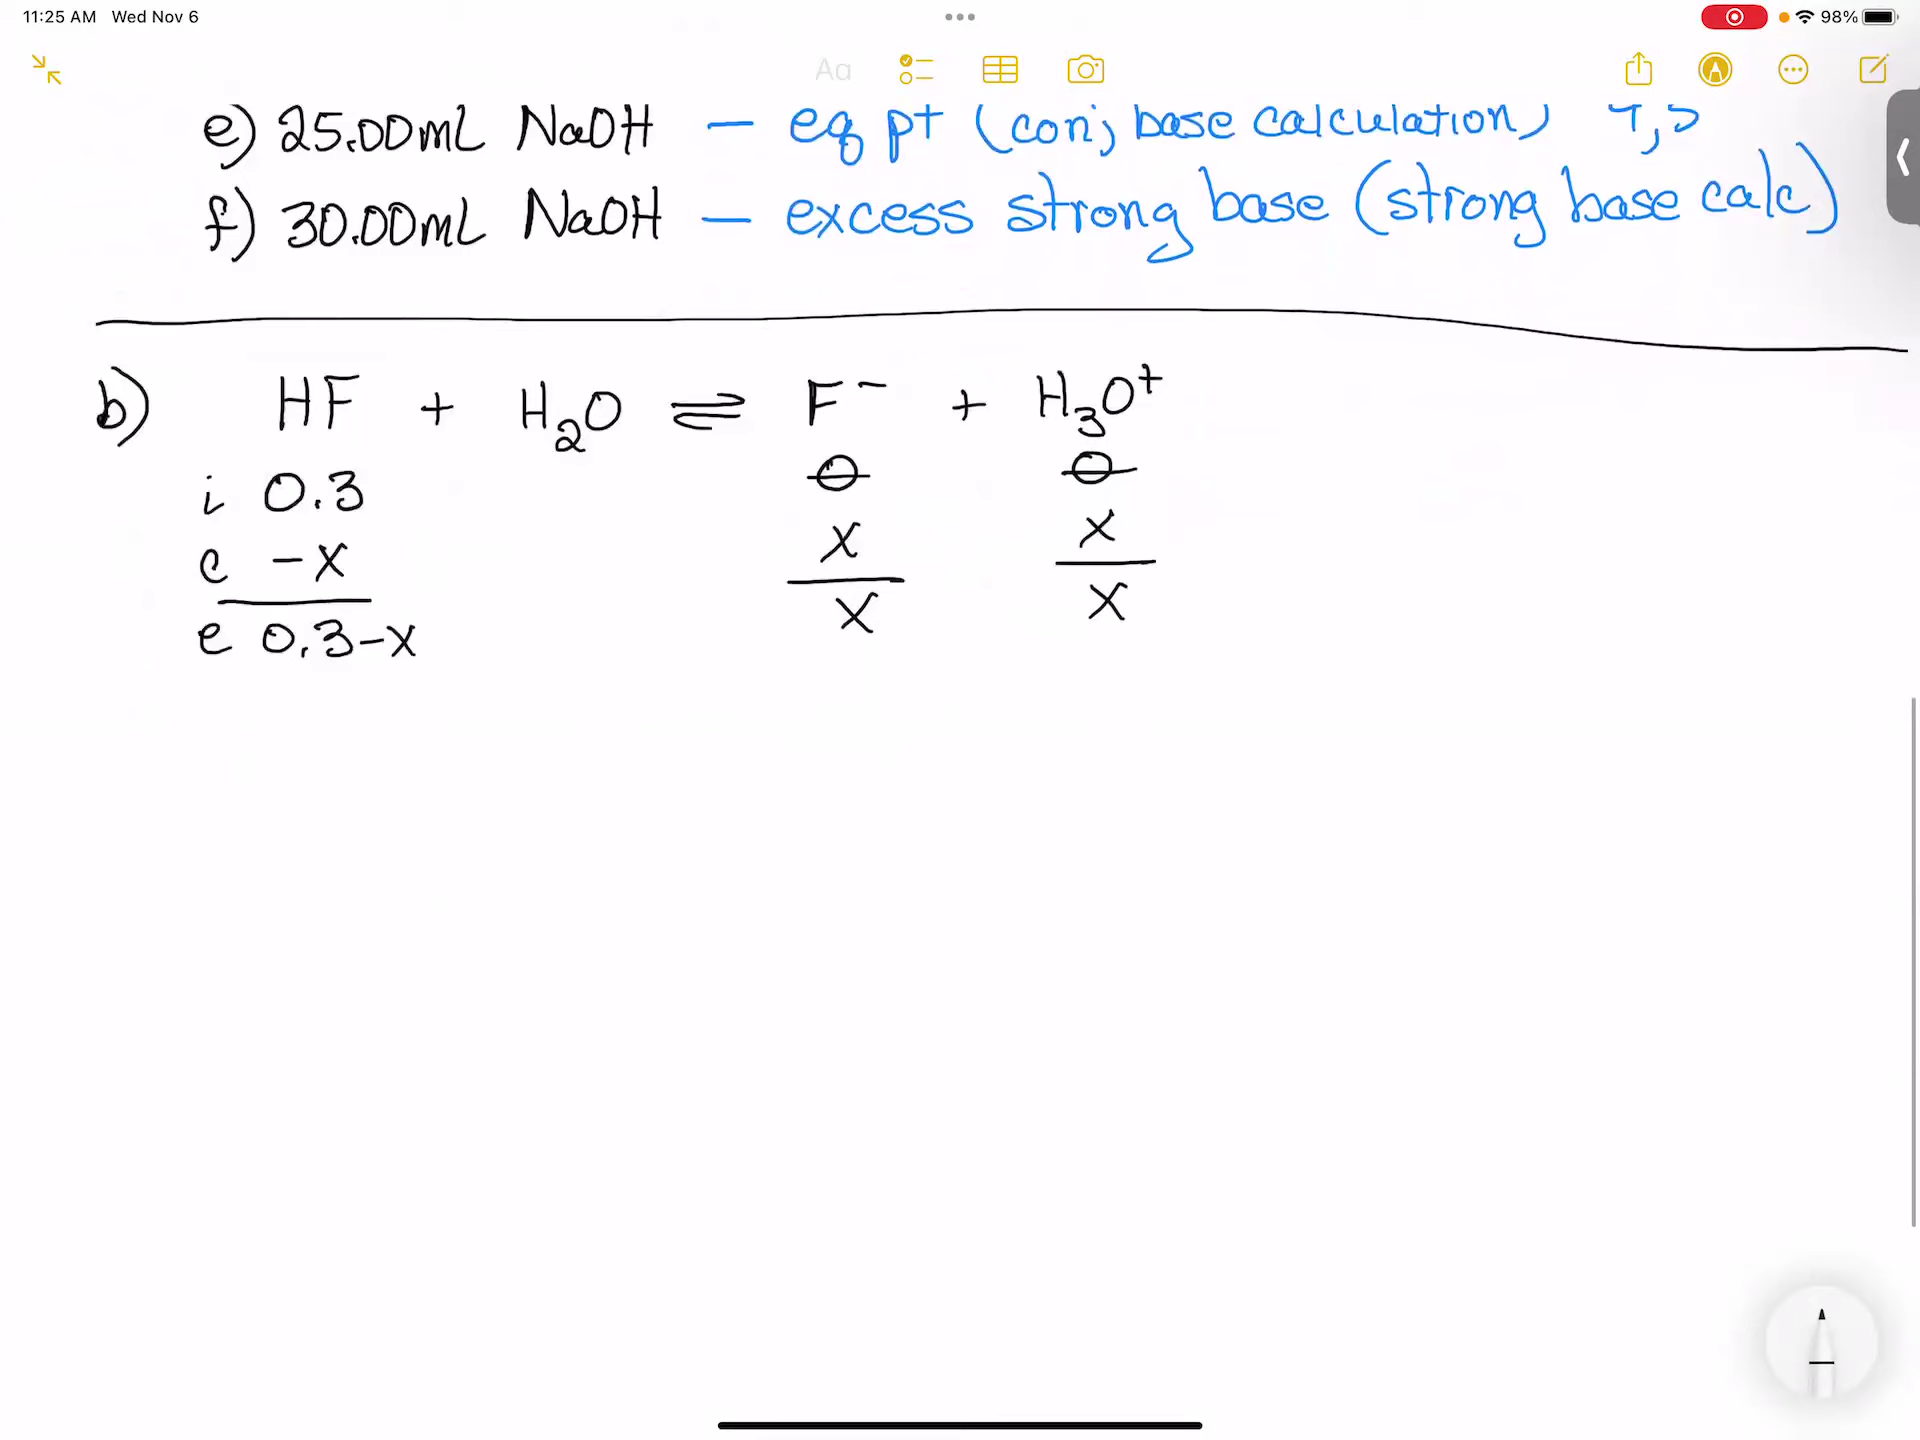 11:25 AM Wed Nov 6
98%
Aa
e) 25.00mL NaOH — eq pt (conj base calculation)
f) 30.00mL NaOH — excess strong base (strong base calc)
b) HF + H₂O ⇌ F⁻ + H₃O⁺
i 0.3 0 0
c -x x x
e 0.3-x x x